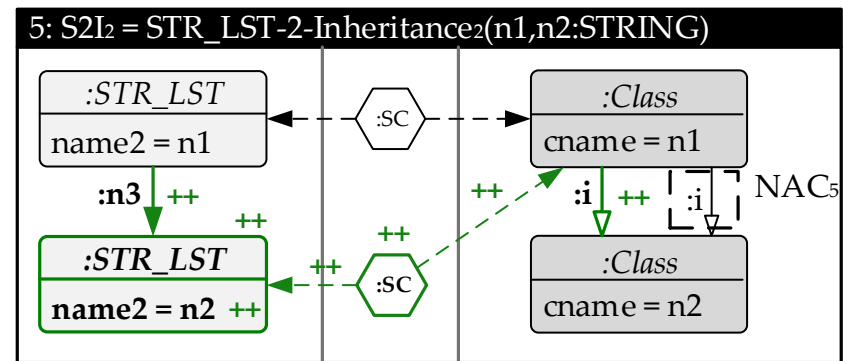 5: S2I₂ = STR_LST-2-Inheritance₂(n1,n2:STRING)
:STR_LST
name2 = n1
:SC
:Class
cname = n1
:n3 ++
++
++
:i ++
:i
NAC₅
:STR_LST
name2 = n2 ++
++
++
:SC
:Class
cname = n2